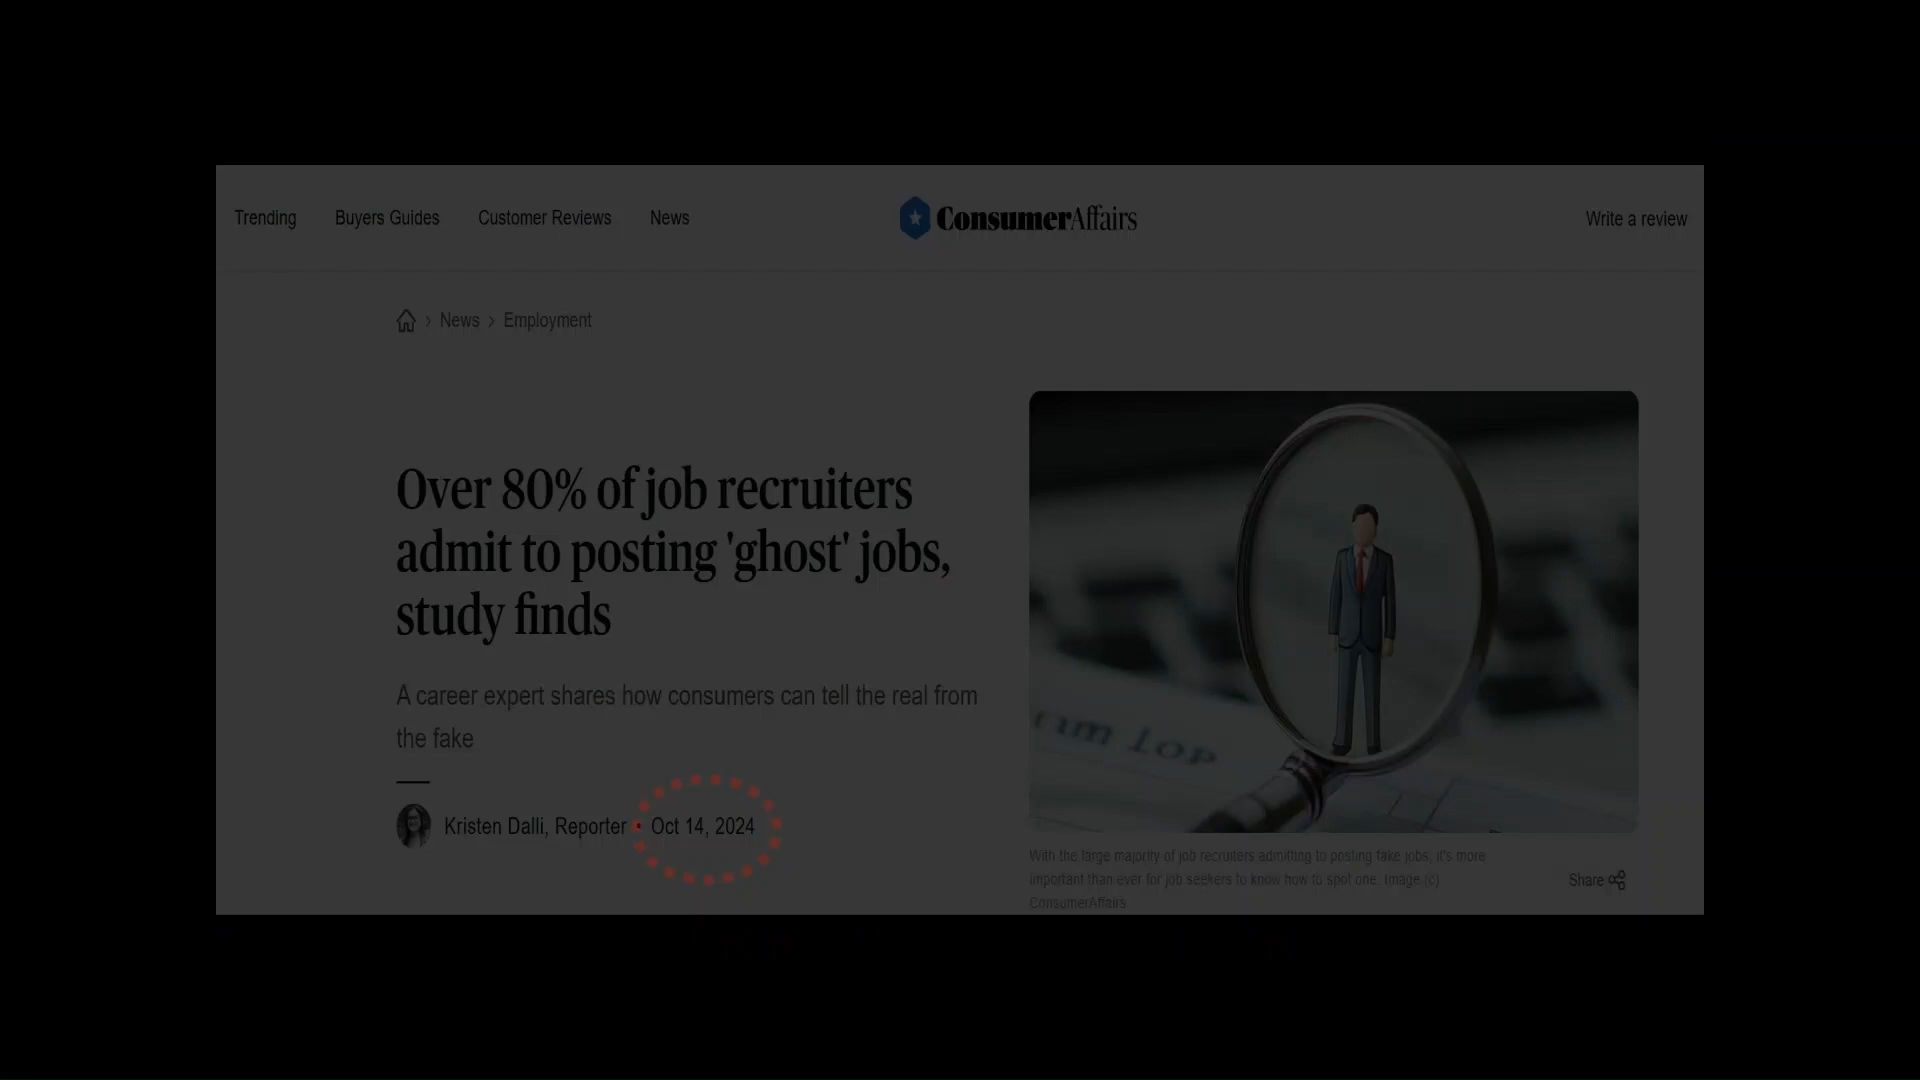 Trending Buyers Guides Customer Reviews News ConsumerAffairs Write a review
News > Employment
Over 80% of job recruiters
admit to posting 'ghost' jobs,
study finds
A career expert shares how consumers can tell the real from
the fake
Kristen Dalli, Reporter • Oct 14, 2024
um Lop
With the large majority of job recruiters admitting to posting fake jobs, it's more
important than ever for job seekers to know how to spot one. Image (c)
ConsumerAffairs
Share